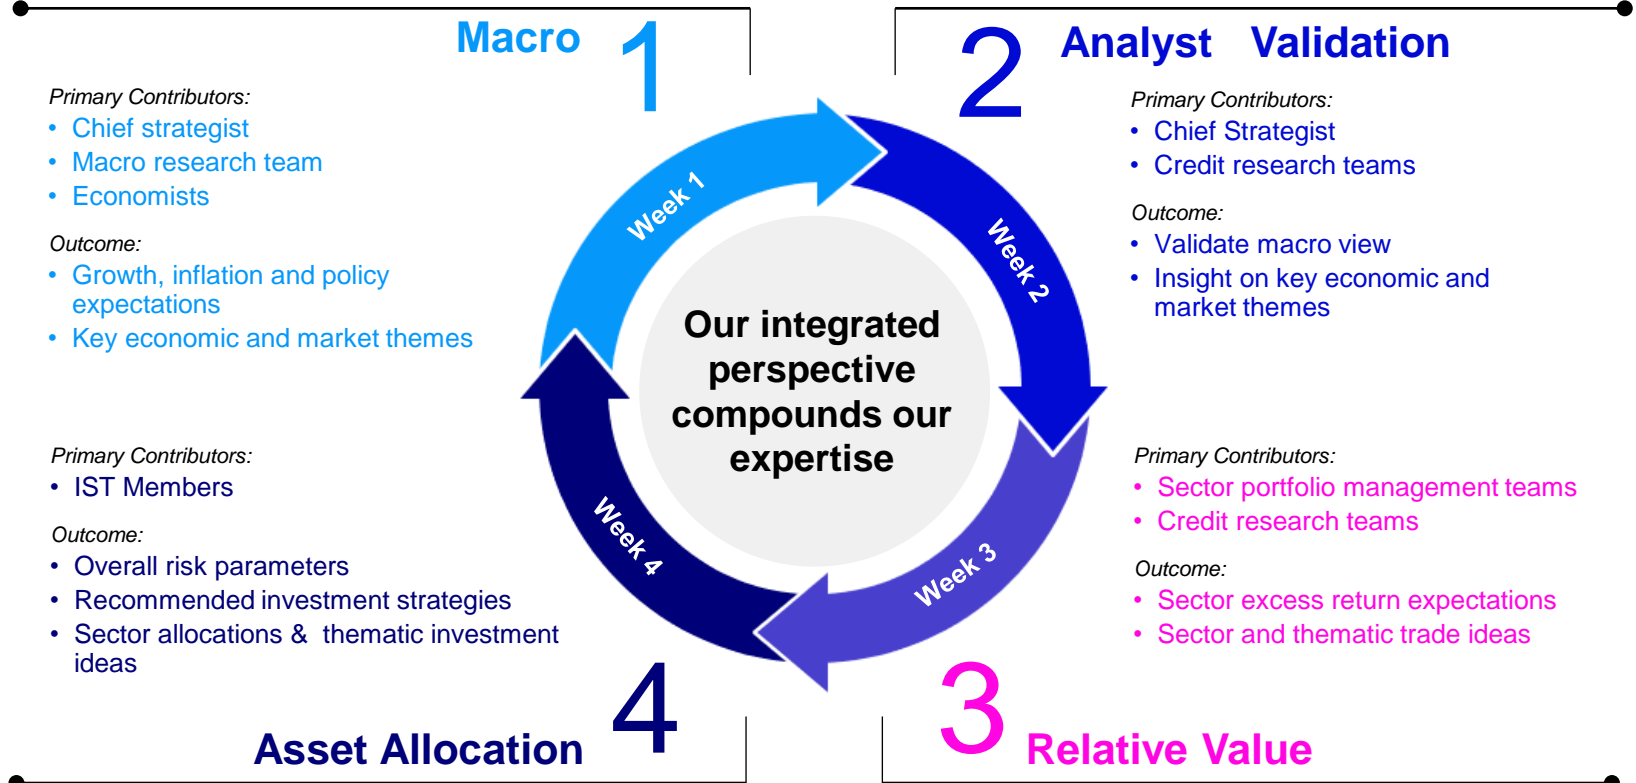 Macro 1
Primary Contributors:
• Chief strategist
• Macro research team
• Economists
Outcome:
• Growth, inflation and policy
expectations
• Key economic and market themes
2 Analyst Validation
Primary Contributors:
• Chief Strategist
• Credit research teams
Outcome:
• Validate macro view
• Insight on key economic and
market themes
Week 1
Week 2
Our integrated
perspective
compounds our
expertise
Week 4
Week 3
Primary Contributors:
• IST Members
Outcome:
• Overall risk parameters
• Recommended investment strategies
• Sector allocations & thematic investment
ideas
Asset Allocation 4
Primary Contributors:
• Sector portfolio management teams
• Credit research teams
Outcome:
• Sector excess return expectations
• Sector and thematic trade ideas
3 Relative Value